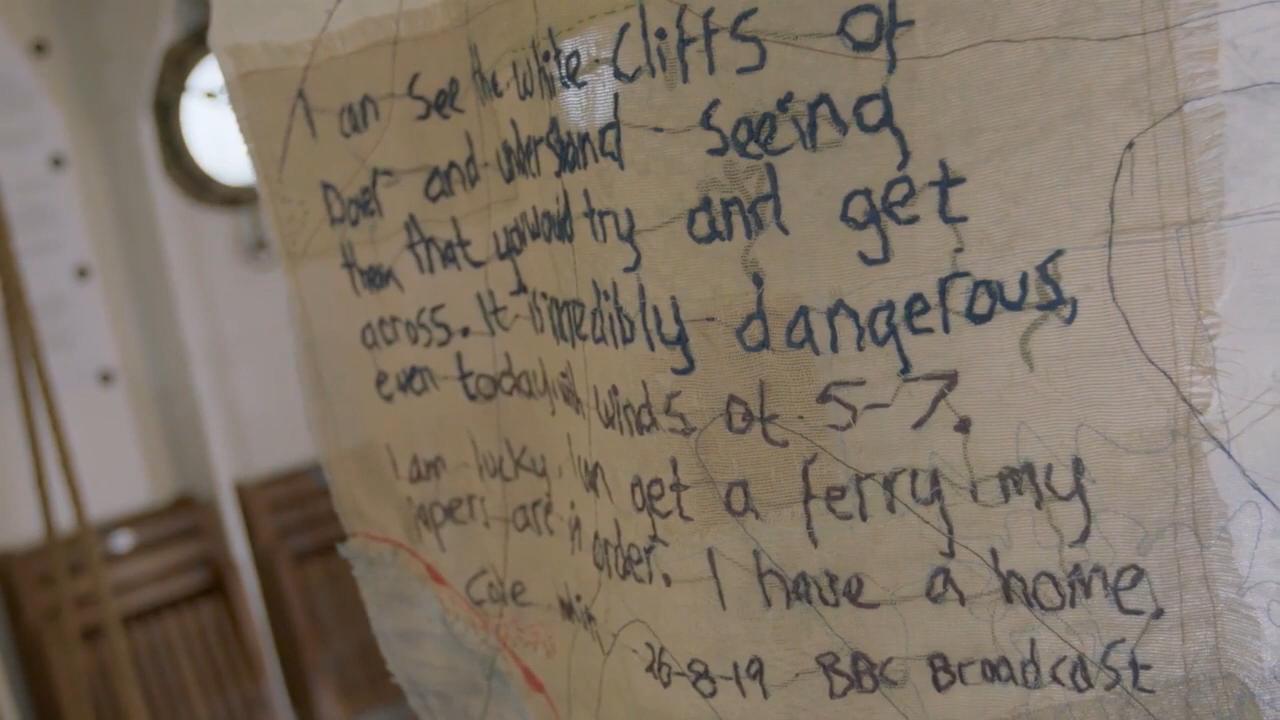 I can see the white Cliffs of
Dover and understand seeing
them that you would try and get
across. It is incredibly dangerous,
even today with winds of 5-7.
I am lucky. I can get a ferry, my
papers are in order. I have a home.
Cole
26-8-19 BBC Broadcast